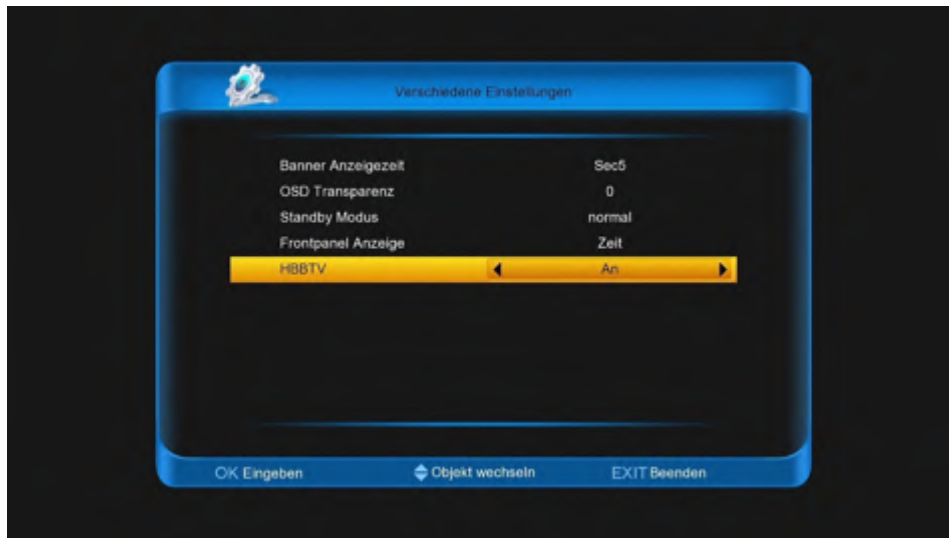 Verschiedene Einstellungen
Banner Anzeigezeit Sec5
OSD Transparenz 0
Standby Modus normal
Frontpanel Anzeige Zeit
HBBTV An
OK Eingeben Objekt wechseln EXIT Beenden